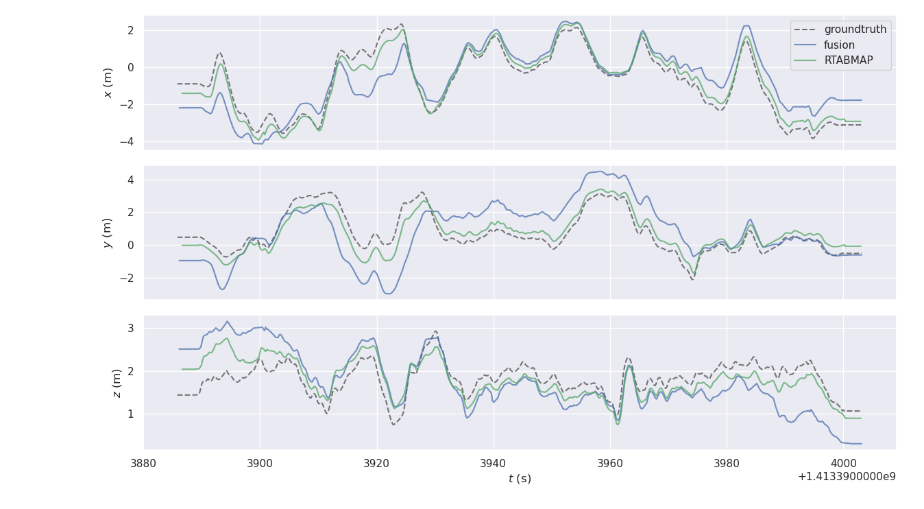 2
0
−2
−4
x (m)
groundtruth
fusion
RTABMAP
4
2
0
−2
y (m)
3
2
1
z (m)
3880
3900
3920
3940
3960
3980
4000
t (s)
+1.4133900000e9